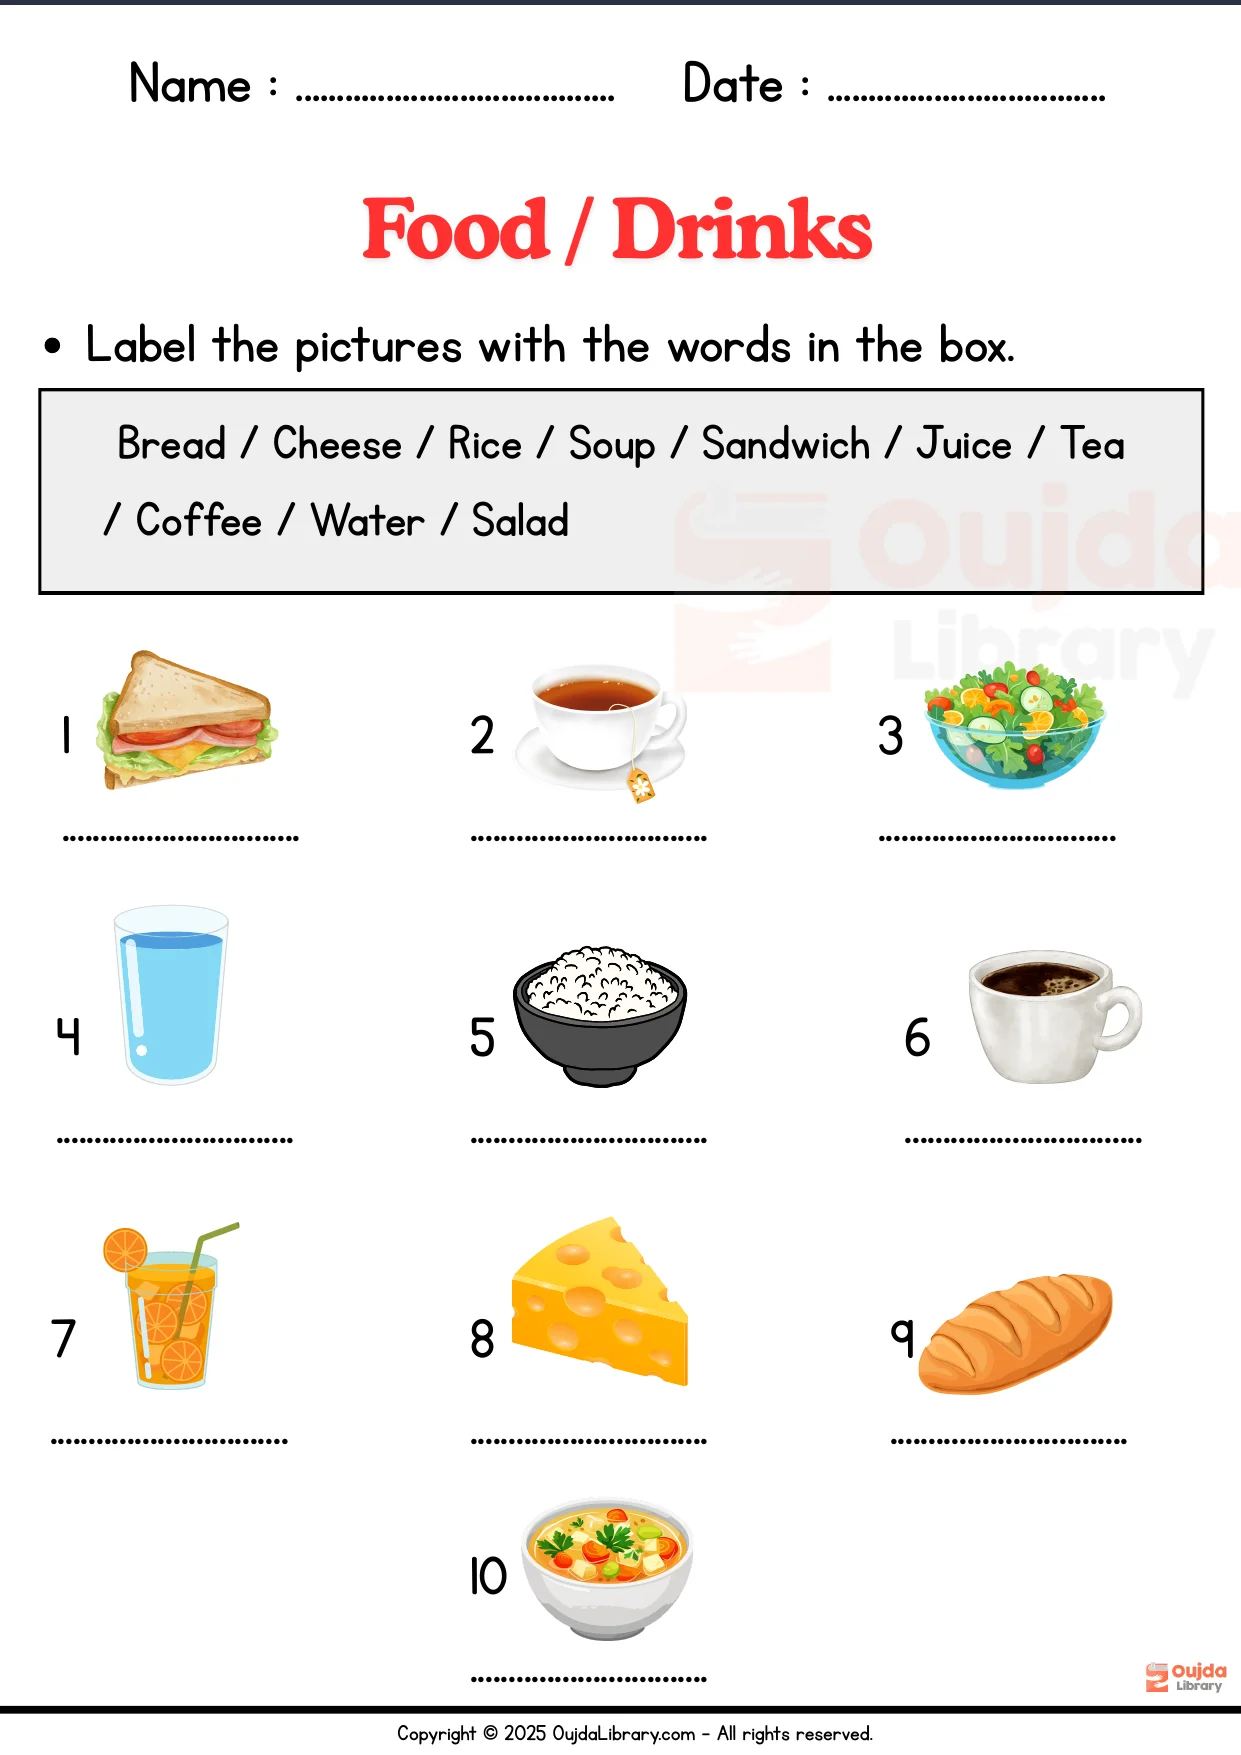 Name : ........................................ Date : ...................................
Food / Drinks
• Label the pictures with the words in the box.
Bread / Cheese / Rice / Soup / Sandwich / Juice / Tea
/ Coffee / Water / Salad
Oujda
Library
1 2 3
.............................. .............................. ..............................
4 5 6
.............................. .............................. ..............................
7 8 9
.............................. .............................. ..............................
10
..............................
Oujda
Library
Copyright © 2025 OujdaLibrary.com - All rights reserved.